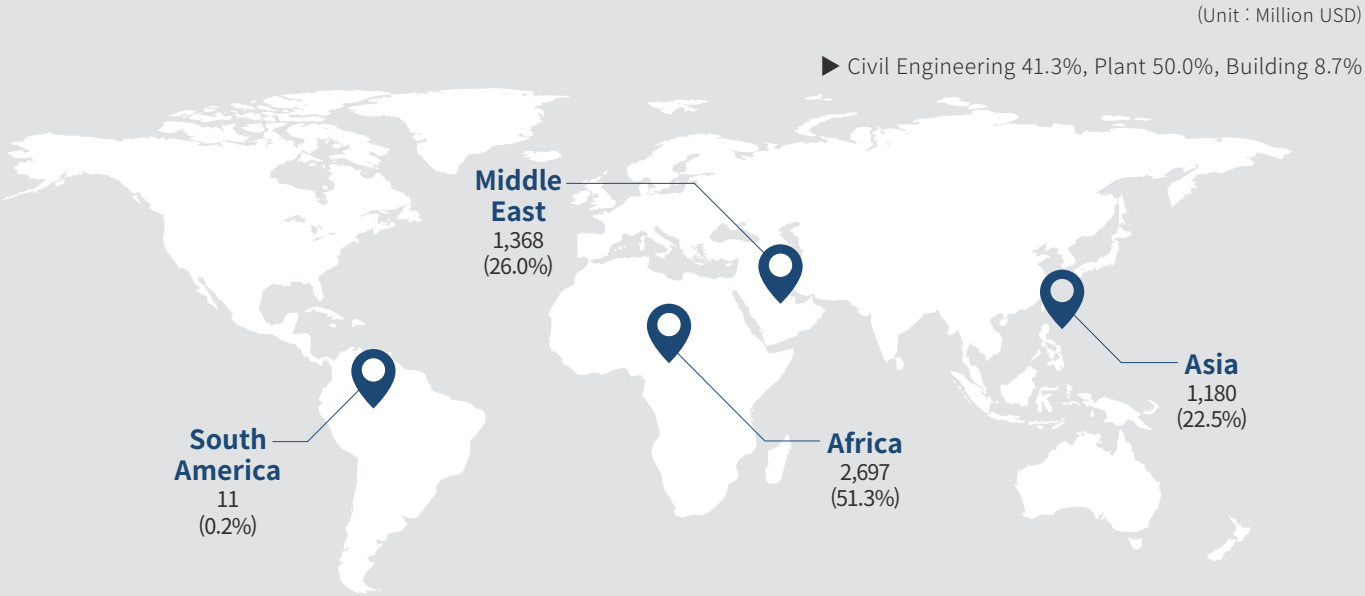 (Unit : Million USD)
▶ Civil Engineering 41.3%, Plant 50.0%, Building 8.7%
Middle
East
1,368
(26.0%)
Asia
1,180
(22.5%)
South
America
11
(0.2%)
Africa
2,697
(51.3%)